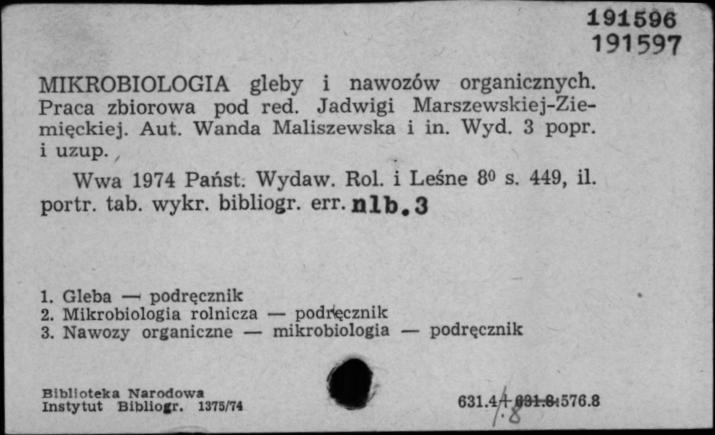 191596
191597
MIKROBIOLOGIA gleby i nawozów organicznych.
Praca zbiorowa pod red. Jadwigi Marszewskiej-Zie-
mięckiej. Aut. Wanda Maliszewska i in. Wyd. 3 popr.
i uzup.
Wwa 1974 Państ. Wydaw. Rol. i Leśne 8⁰ s. 449, il.
portr. tab. wykr. bibliogr. err. nlb. 3
1. Gleba — podręcznik
2. Mikrobiologia rolnicza — podręcznik
3. Nawozy organiczne — mikrobiologia — podręcznik
Biblioteka Narodowa
Instytut Bibliogr. 1375/74
631.4+ 631.8:576.8